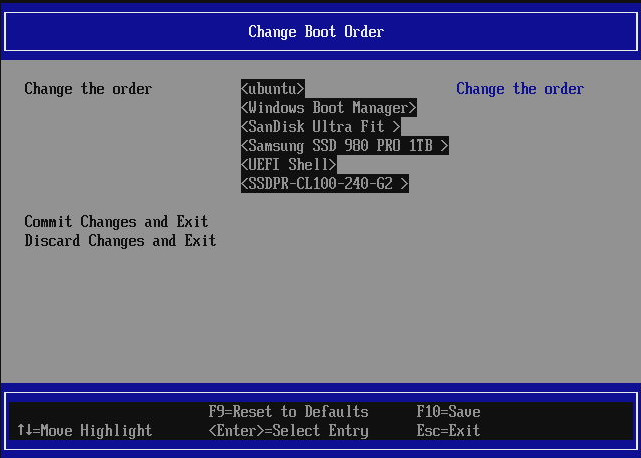 Change Boot Order
Change the order <ubuntu> Change the order
<Windows Boot Manager>
<SanDisk Ultra Fit >
<Samsung SSD 980 PRO 1TB >
<UEFI Shell>
<SSDPR-CL100-240-G2 >
Commit Changes and Exit
Discard Changes and Exit
F9=Reset to Defaults F10=Save
↑↓=Move Highlight <Enter>=Select Entry Esc=Exit